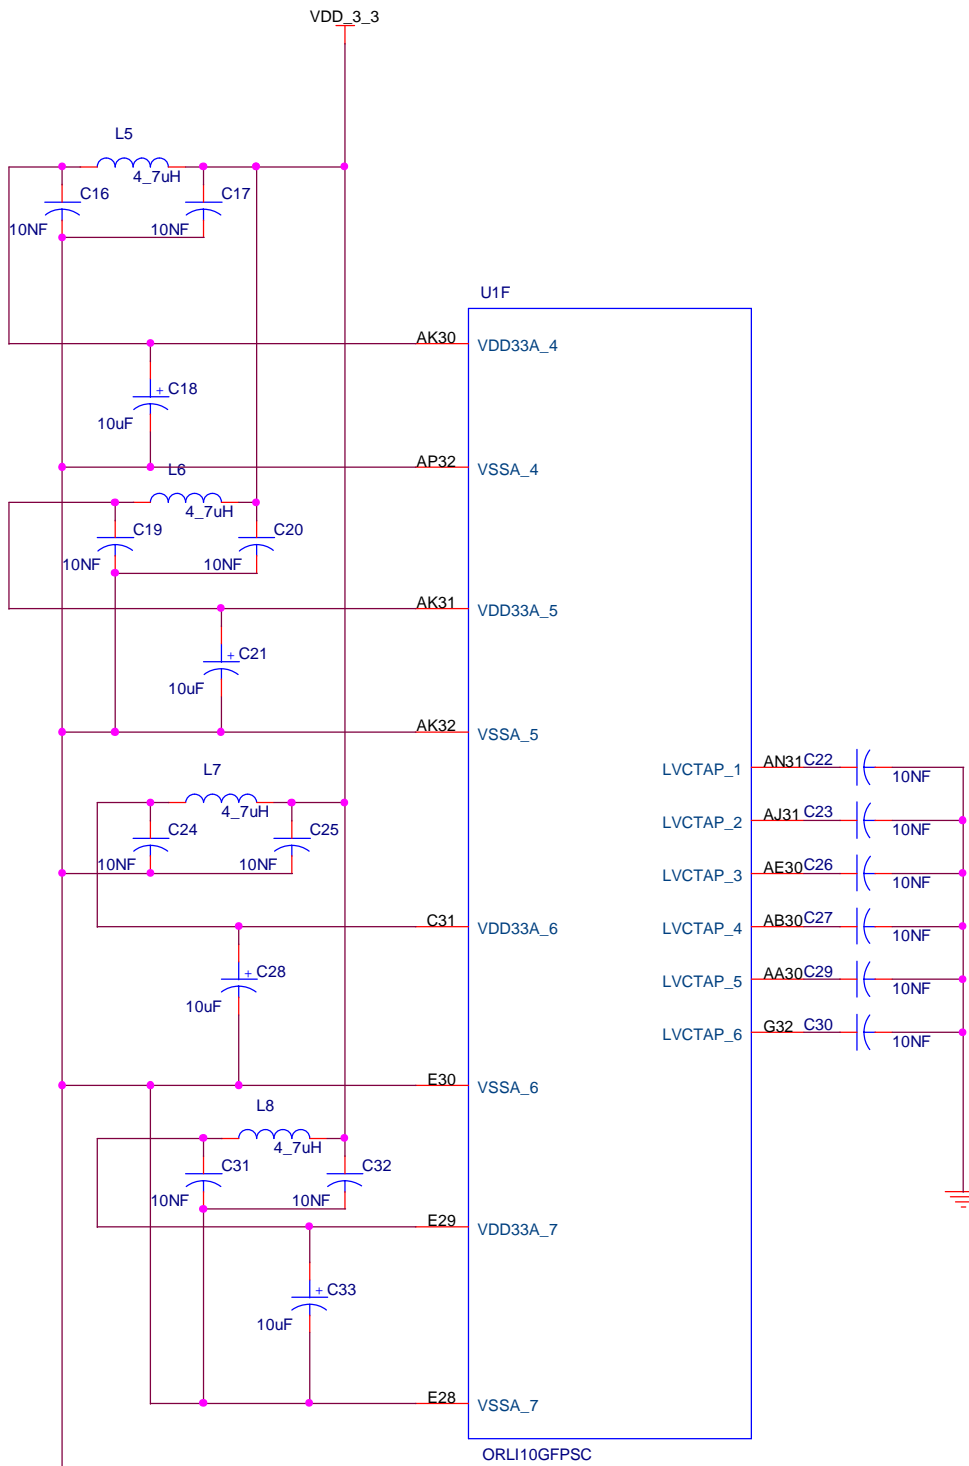 VDD_3_3
L5
4_7uH
C16
C17
10NF
10NF
U1F
AK30
VDD33A_4
C18
+
10uF
AP32
VSSA_4
L6
4_7uH
C19
C20
10NF
10NF
AK31
VDD33A_5
C21
+
10uF
AK32
VSSA_5
L7
4_7uH
C24
C25
10NF
10NF
LVCTAP_1
AN31
C22
10NF
LVCTAP_2
AJ31
C23
10NF
LVCTAP_3
AE30
C26
10NF
C31
VDD33A_6
LVCTAP_4
AB30
C27
10NF
C28
+
10uF
LVCTAP_5
AA30
C29
10NF
LVCTAP_6
G32
C30
10NF
E30
VSSA_6
L8
4_7uH
C31
C32
10NF
10NF
E29
VDD33A_7
C33
+
10uF
E28
VSSA_7
ORLI10GFPSC